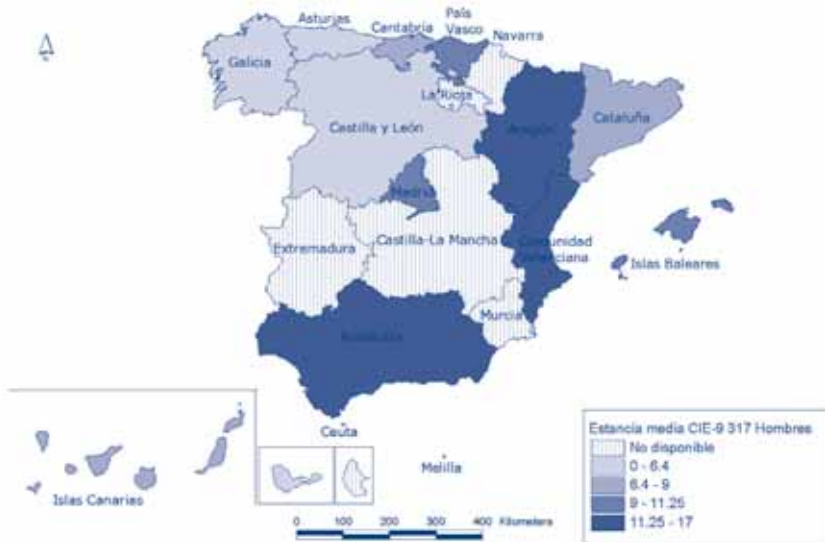 Asturias
Cantabria
País
Vasco
Navarra
Galicia
La Rioja
Castilla y León
Aragón
Cataluña
Madrid
Extremadura
Castilla-La Mancha
Comunidad
Valenciana
Islas Baleares
Murcia
Andalucía
Ceuta
Melilla
Islas Canarias
0 100 200 300 400 Kilometers
Estancia media CIE-9 317 Hombres
No disponible
0 - 6.4
6.4 - 9
9 - 11.25
11.25 - 17